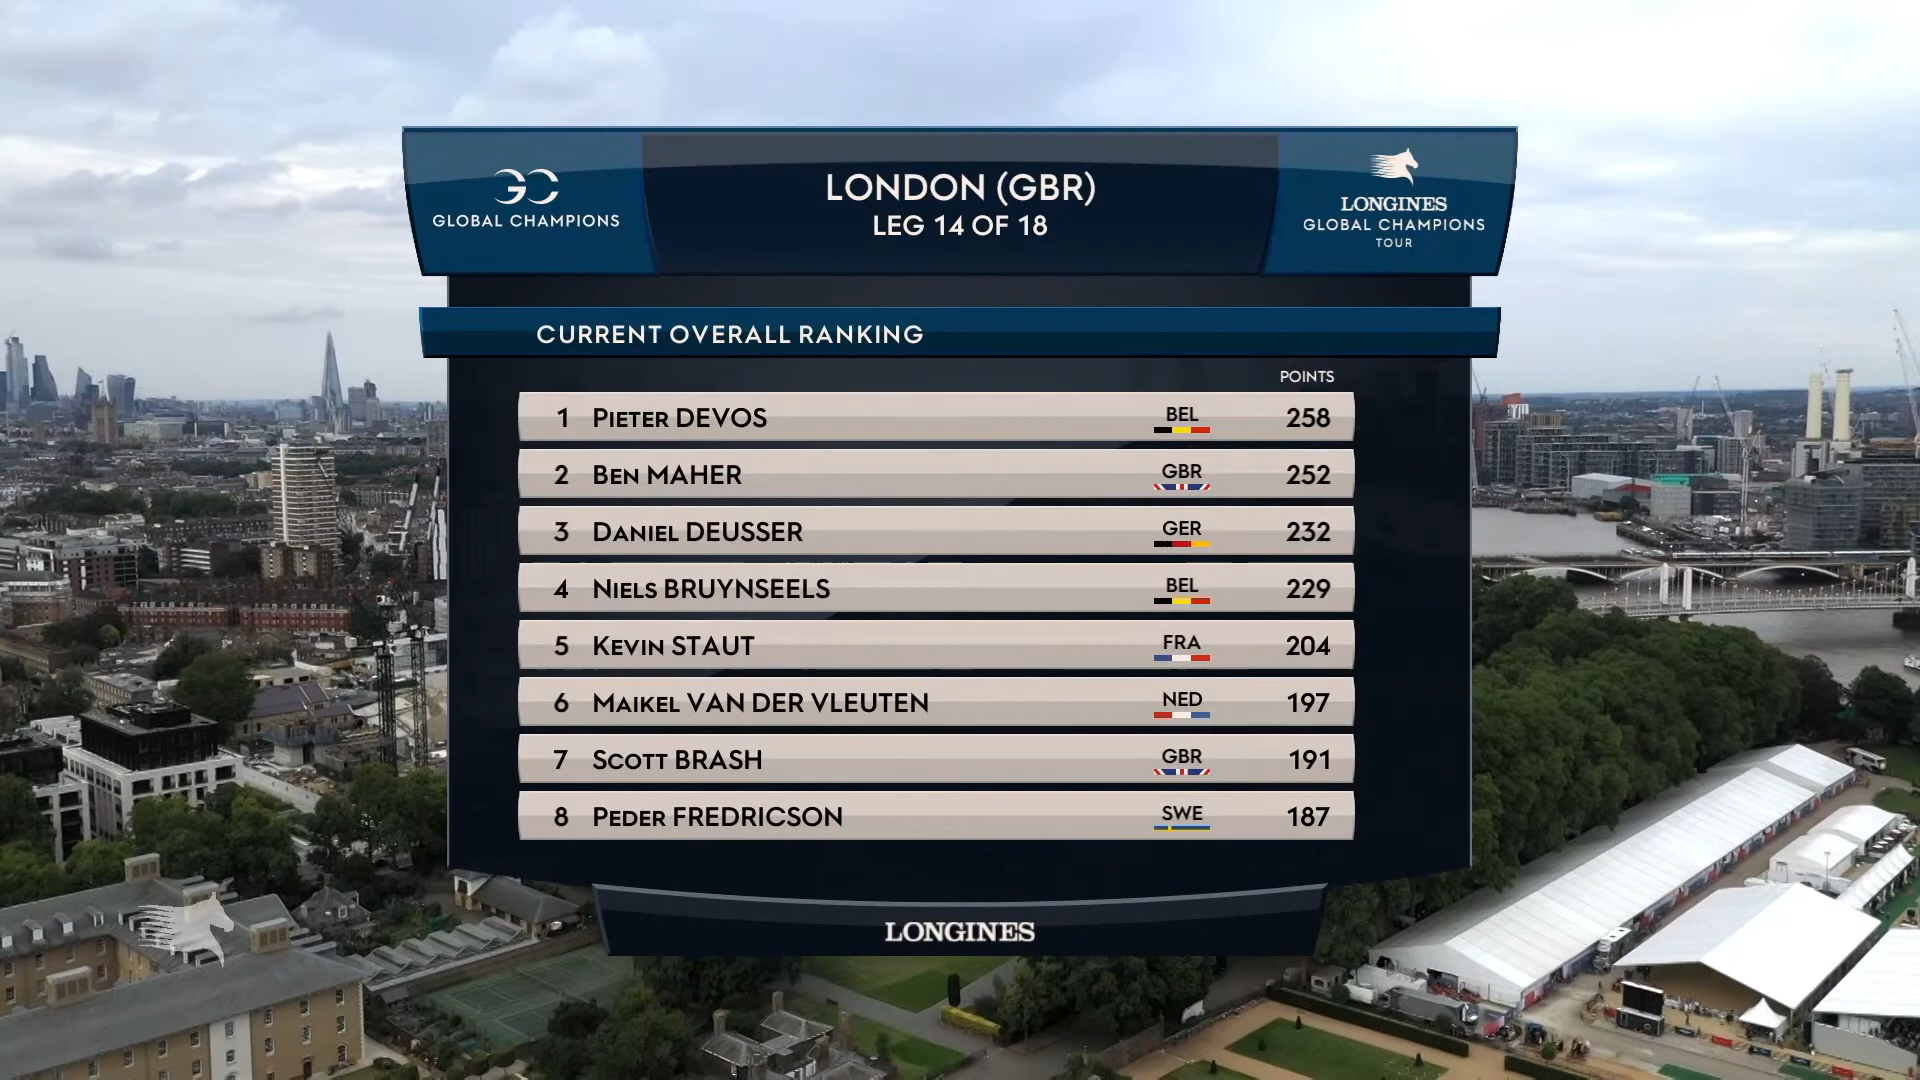 GLOBAL CHAMPIONS
LONDON (GBR)
LEG 14 OF 18
LONGINES
GLOBAL CHAMPIONS
TOUR
CURRENT OVERALL RANKING
POINTS
1 PIETER DEVOS BEL 258
2 BEN MAHER GBR 252
3 DANIEL DEUSSER GER 232
4 NIELS BRUYNSEELS BEL 229
5 KEVIN STAUT FRA 204
6 MAIKEL VAN DER VLEUTEN NED 197
7 SCOTT BRASH GBR 191
8 PEDER FREDRICSON SWE 187
LONGINES